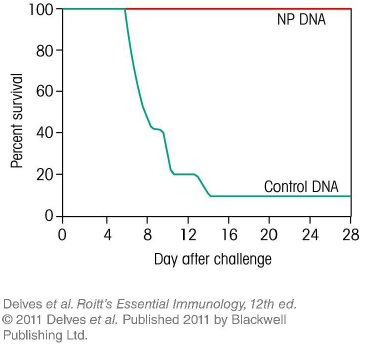 100
80
60
40
20
0
Percent survival
NP DNA
Control DNA
0 4 8 12 16 20 24 28
Day after challenge
Delves et al. Roitt's Essential Immunology, 12th ed.
© 2011 Delves et al. Published 2011 by Blackwell
Publishing Ltd.